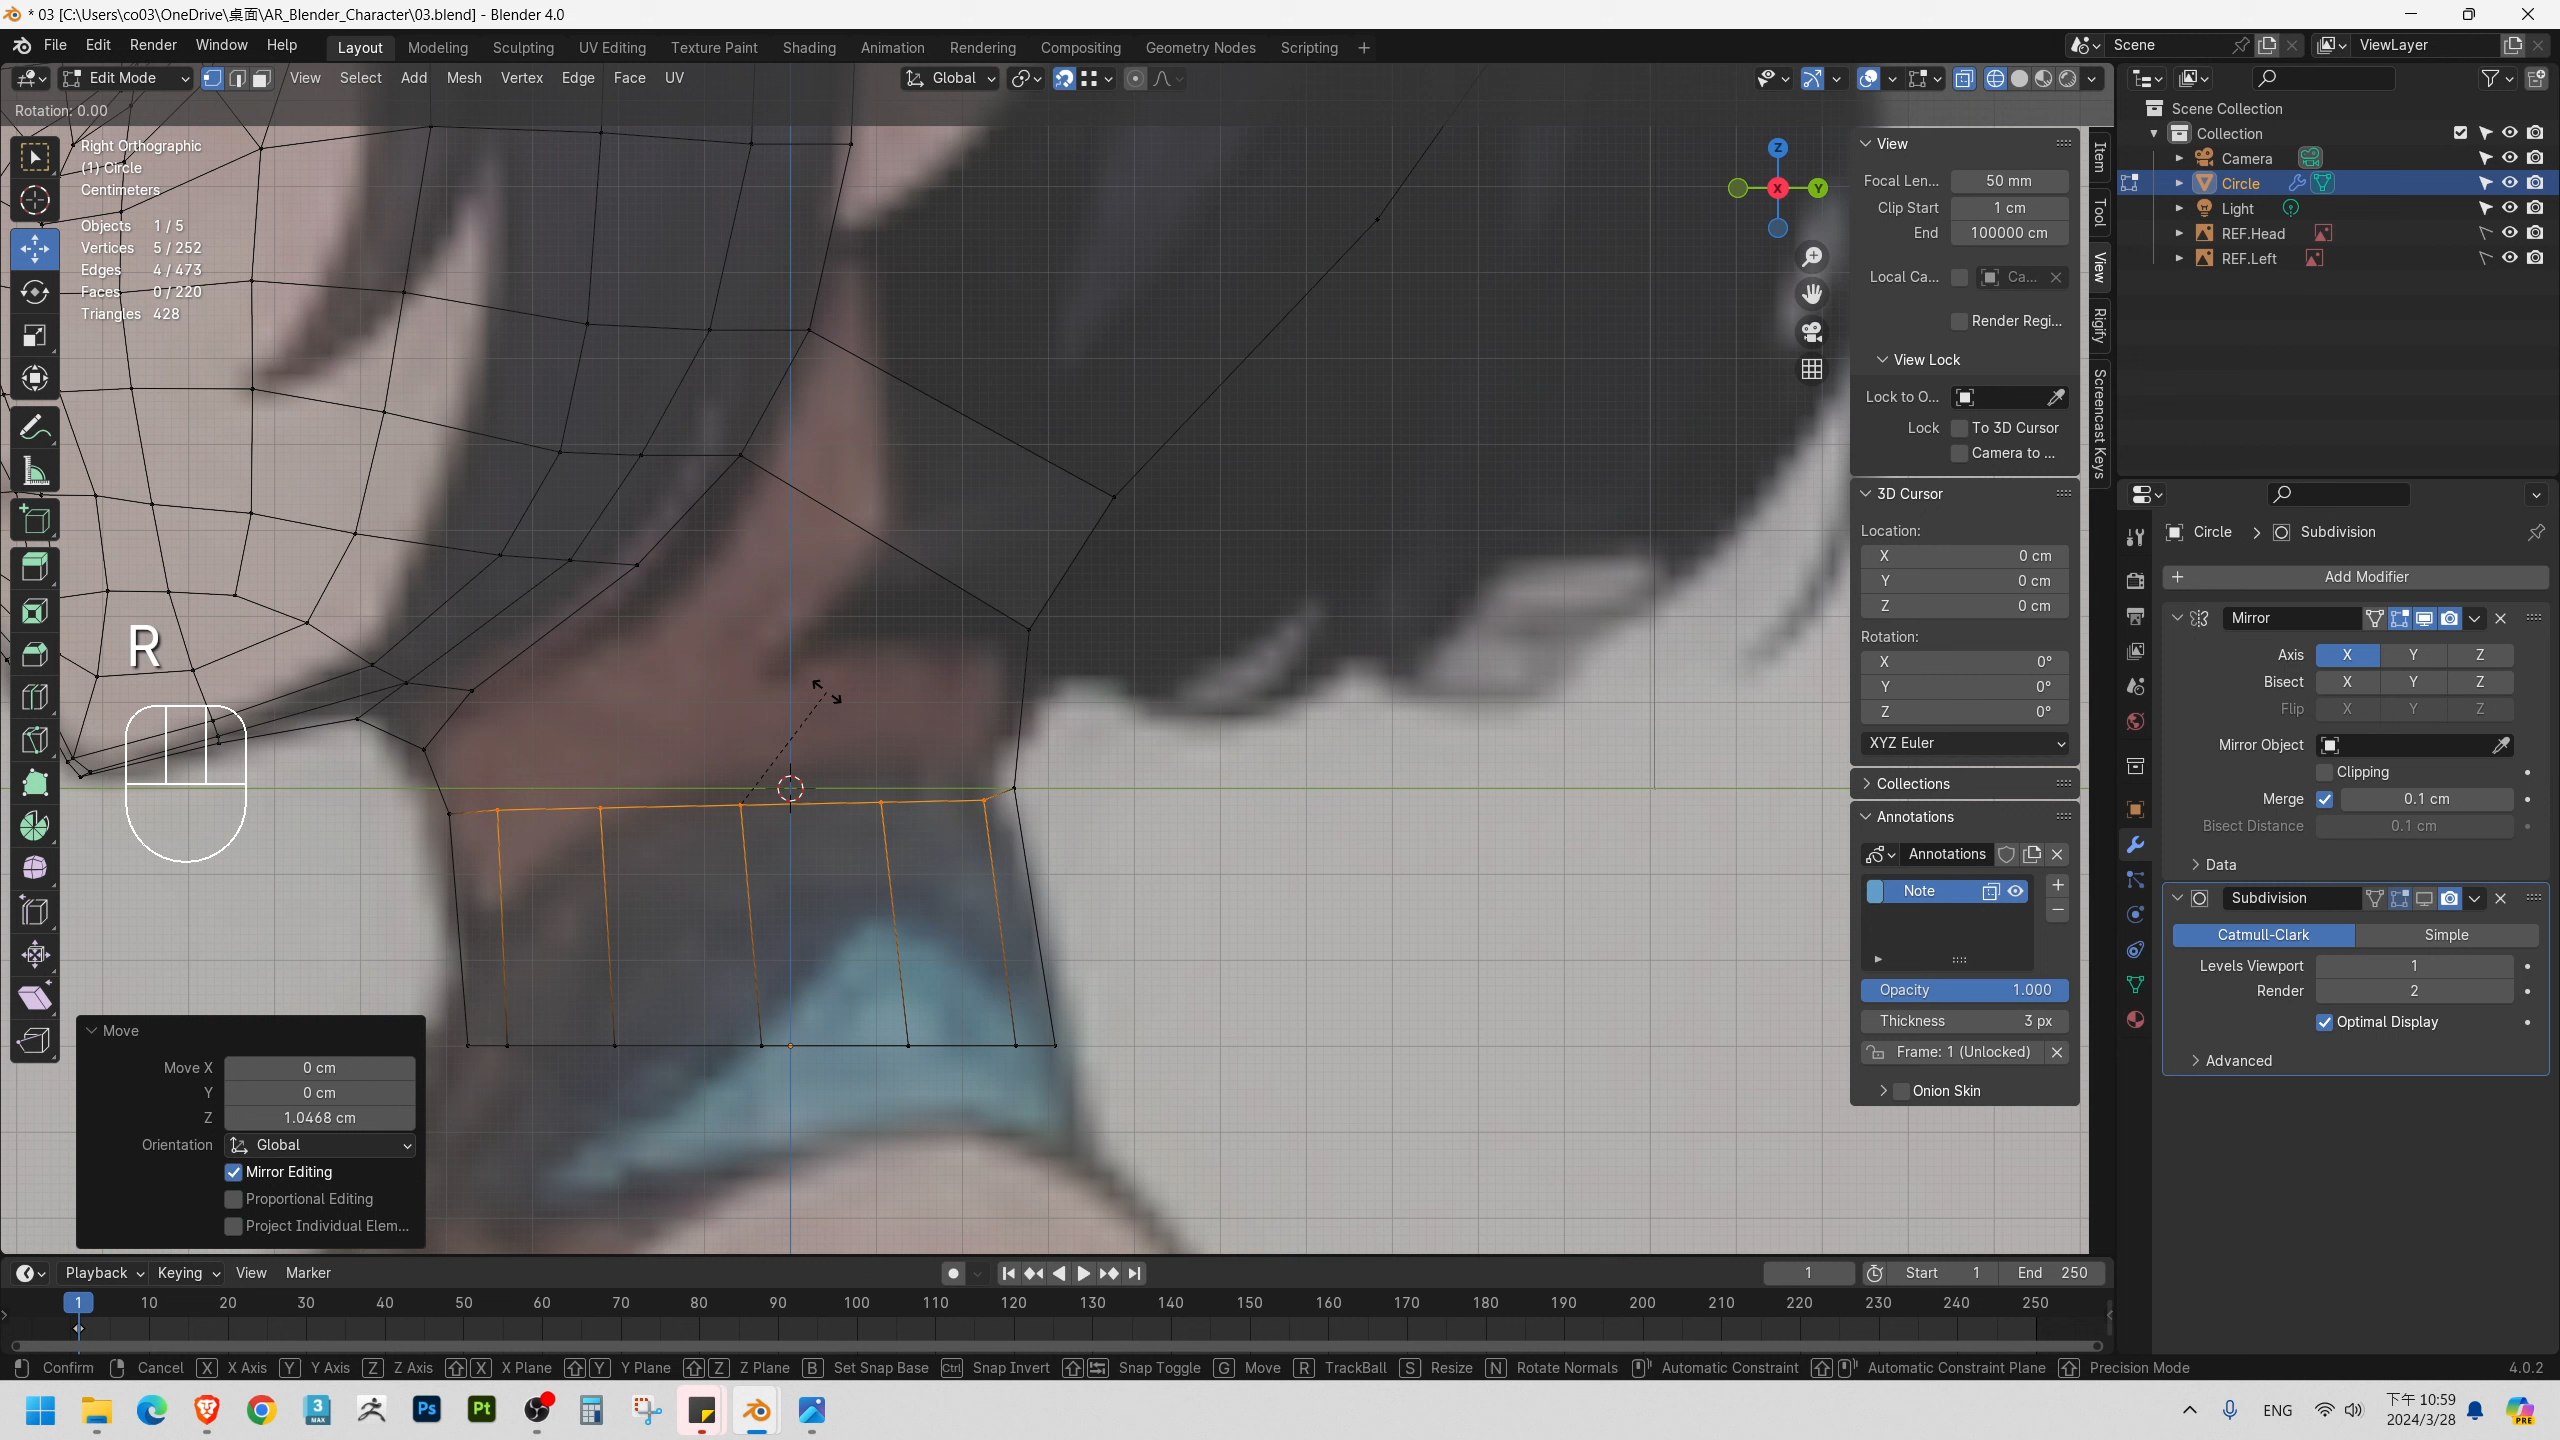 * 03 [C:\Users\co03\OneDrive\桌面\AR_Blender_Character\03.blend] - Blender 4.0
File Edit Render Window Help Layout Modeling Sculpting UV Editing Texture Paint Shading Animation Rendering Compositing Geometry Nodes Scripting + Scene ViewLayer
Edit Mode View Select Add Mesh Vertex Edge Face UV Global
Rotation: 0.00
Right Orthographic
(1) Circle
Centimeters
Objects 1 / 5
Vertices 5 / 252
Edges 4 / 473
Faces 0 / 220
Triangles 428
R
Z
X
Y
Move
Move X 0 cm
Y 0 cm
Z 1.0468 cm
Orientation Global
Mirror Editing
Proportional Editing
Project Individual Elem...
View
Focal Len... 50 mm
Clip Start 1 cm
End 100000 cm
Local Ca... Ca...
Render Regi...
View Lock
Lock to O...
Lock To 3D Cursor
Camera to ...
3D Cursor
Location:
X 0 cm
Y 0 cm
Z 0 cm
Rotation:
X 0°
Y 0°
Z 0°
XYZ Euler
Collections
Annotations
Annotations
Note
Opacity 1.000
Thickness 3 px
Frame: 1 (Unlocked)
Onion Skin
Item
Tool
View
Rigify
Screencast Keys
Scene Collection
Collection
Camera
Circle
Light
REF.Head
REF.Left
Circle > Subdivision
+ Add Modifier
Mirror
Axis X Y Z
Bisect X Y Z
Flip X Y Z
Mirror Object
Clipping
Merge 0.1 cm
Bisect Distance 0.1 cm
Data
Subdivision
Catmull-Clark Simple
Levels Viewport 1
Render 2
Optimal Display
Advanced
Playback Keying View Marker 1 Start 1 End 250
1 10 20 30 40 50 60 70 80 90 100 110 120 130 140 150 160 170 180 190 200 210 220 230 240 250
Confirm Cancel X X Axis Y Y Axis Z Z Axis X X Plane Y Y Plane Z Z Plane B Set Snap Base Ctrl Snap Invert Snap Toggle G Move R TrackBall S Resize N Rotate Normals Automatic Constraint Automatic Constraint Plane Precision Mode 4.0.2
3 MAX Ps Pt ENG 下午 10:59 PRE
2024/3/28